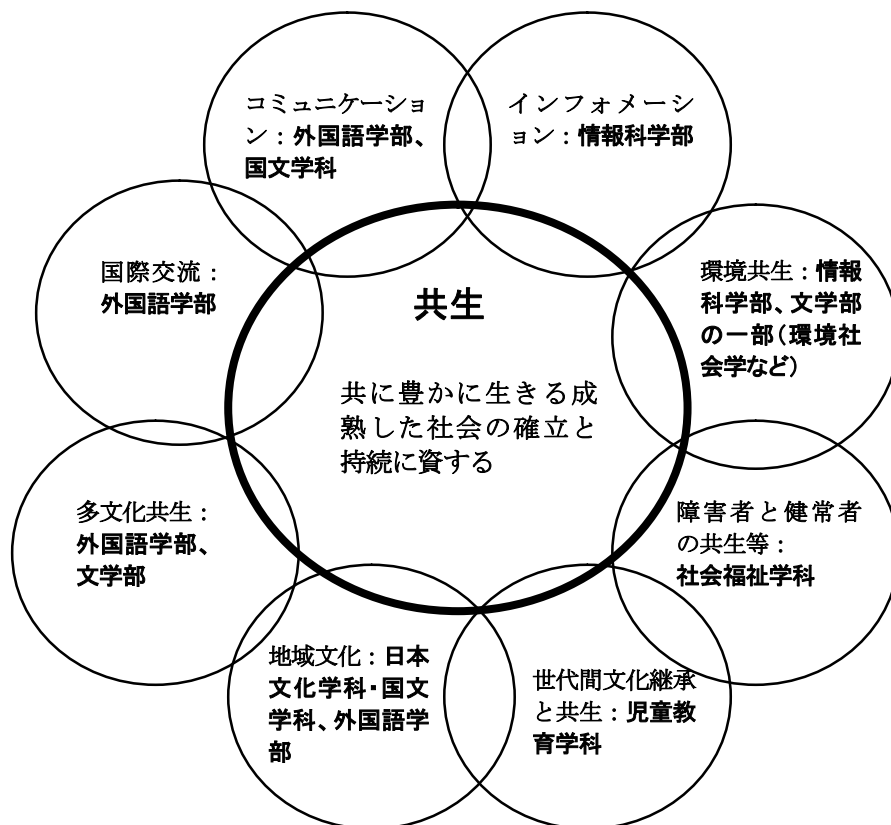 コミュニケーショ
ン：外国語学部、
国文学科
インフォメーシ
ョン：情報科学部
国際交流：
外国語学部
環境共生：情報
科学部、文学部
の一部（環境社
会学など）
共生
共に豊かに生きる成
熟した社会の確立と
持続に資する
多文化共生：
外国語学部、
文学部
障害者と健常者
の共生等：
社会福祉学科
地域文化：日本
文化学科・国文
学科、外国語学
部
世代間文化継承
と共生：児童教
育学科